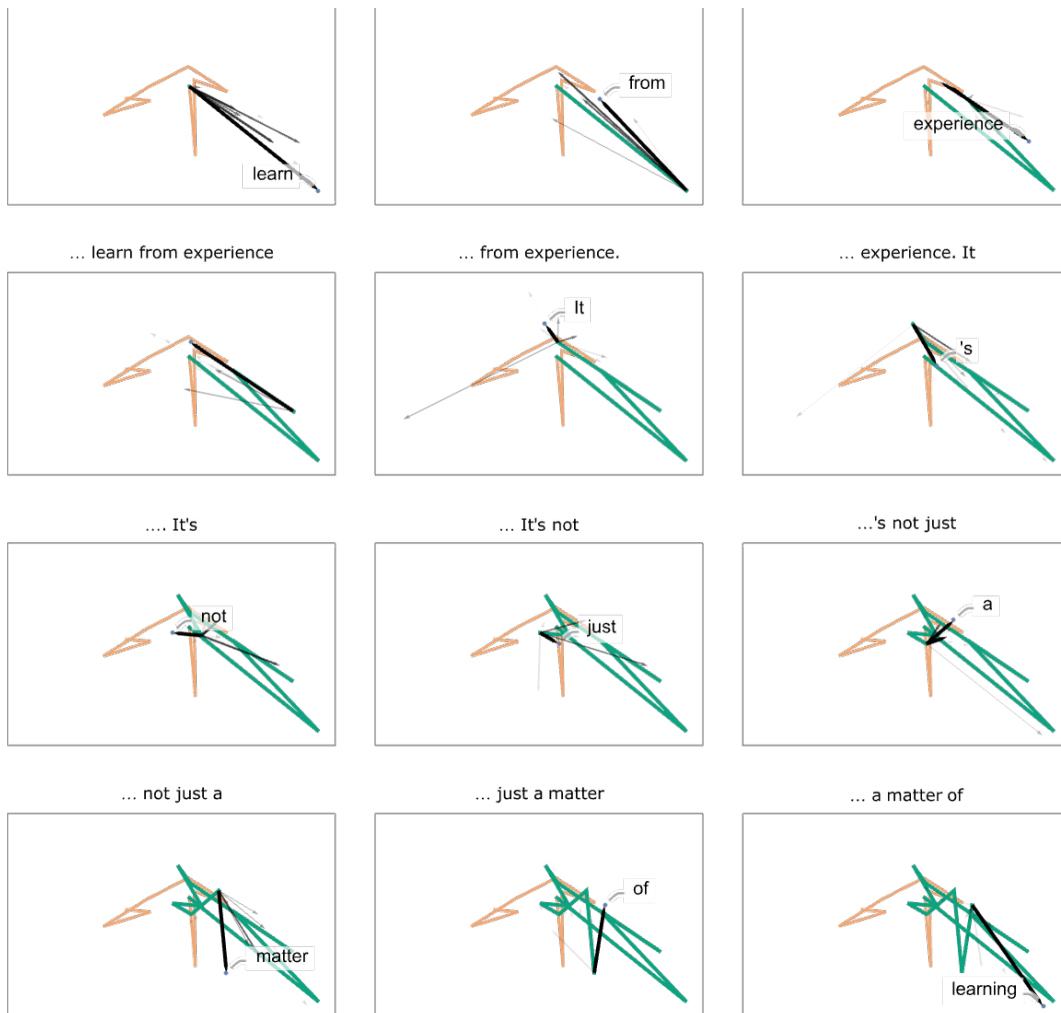 from
experience
learn
... learn from experience
... from experience.
... experience. It
It
's
.... It's
... It's not
...'s not just
not
just
a
... not just a
... just a matter
... a matter of
of
matter
learning